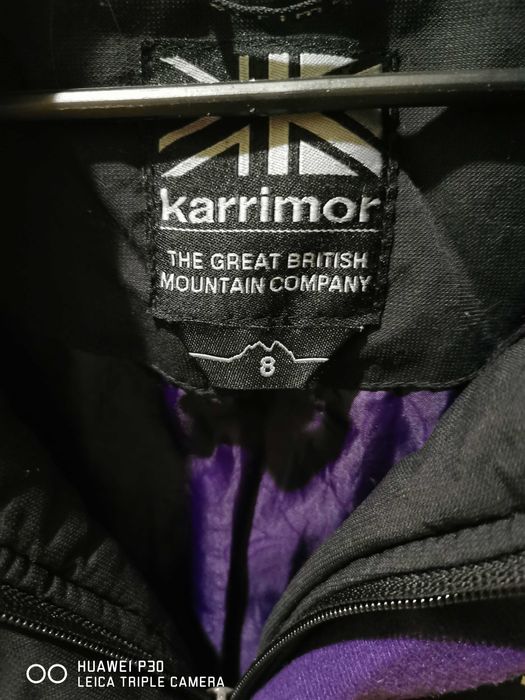 karrimor
THE GREAT BRITISH
MOUNTAIN COMPANY
8
HUAWEI P30
LEICA TRIPLE CAMERA